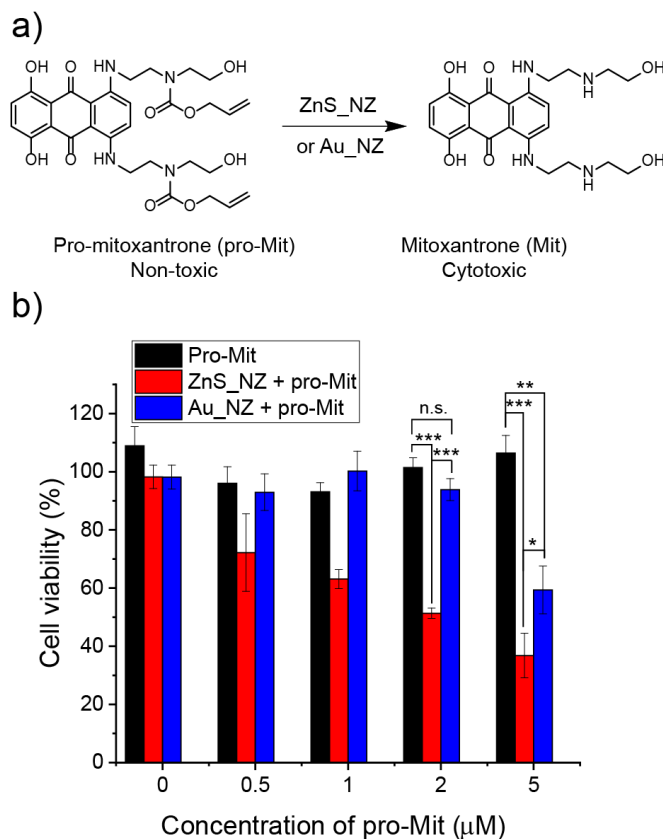 a)
OH O HN N OH
O O
OH O HN N OH
O O
ZnS_NZ
or Au_NZ
OH O HN N H OH
OH O HN N H OH
Pro-mitoxantrone (pro-Mit)
Non-toxic
Mitoxantrone (Mit)
Cytotoxic
b)
Pro-Mit
ZnS_NZ + pro-Mit
Au_NZ + pro-Mit
n.s.
***
***
**
***
*
120
100
80
60
40
20
0
Cell viability (%)
0 0.5 1 2 5
Concentration of pro-Mit (μM)